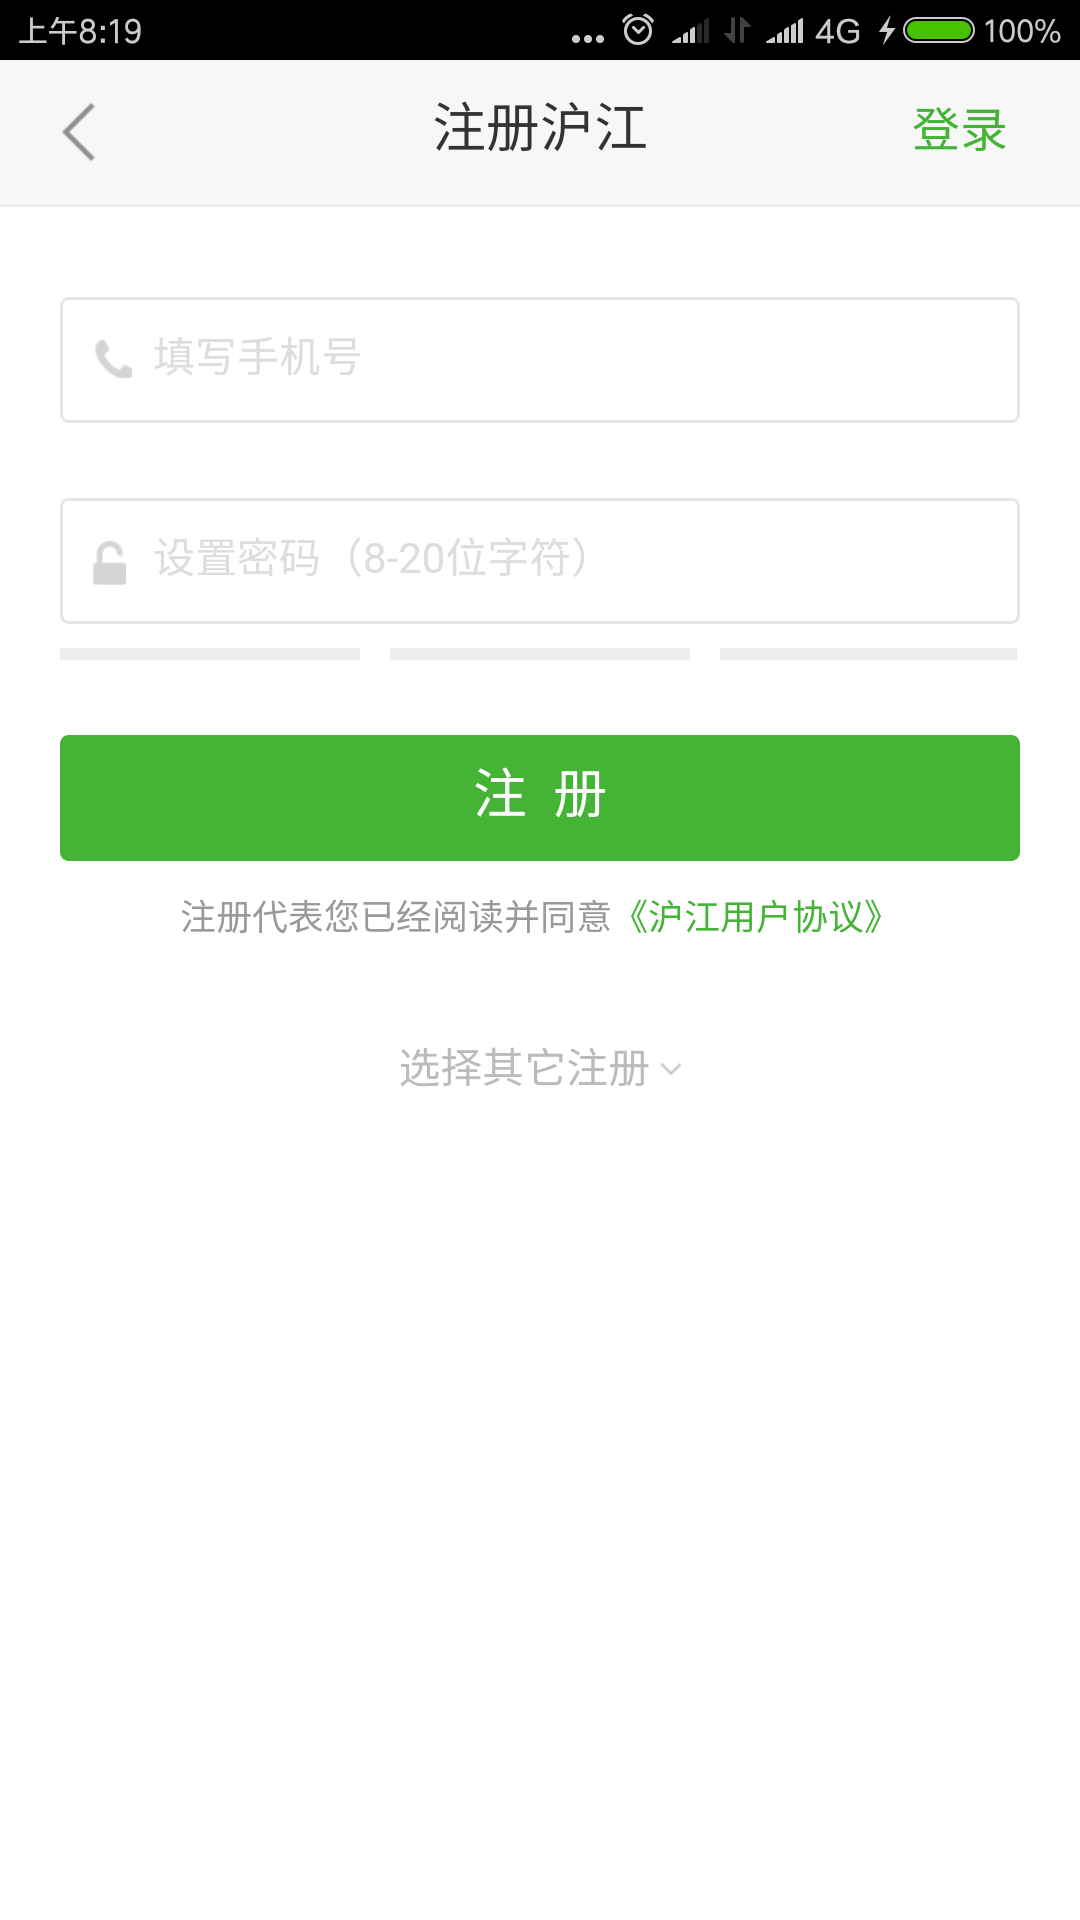 上午8:19 ... 4G 100%
注册沪江 登录
填写手机号
设置密码（8-20位字符）
注 册
注册代表您已经阅读并同意《沪江用户协议》
选择其它注册